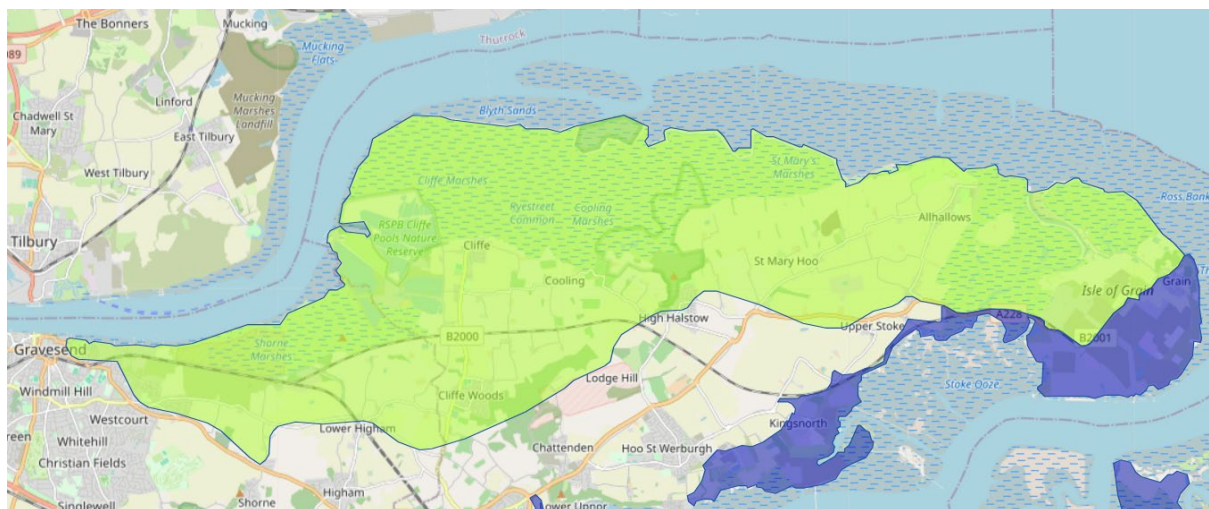 The Bonners
Mucking
Thurrock
089
Mucking
Flats
Linford
Mucking
Marshes
Landfill
Blyth Sands
Chadwell St
Mary
East Tilbury
West Tilbury
St Mary's
Marshes
Cliffe Marshes
Ross Bank
Ryestreet
Common
Cooling
Marshes
Allhallows
RSPB Cliffe
Pools Nature
Reserve
Tilbury
Cliffe
St Mary Hoo
Cooling
Grain
Isle of Grain
High Halstow
A228
Upper Stoke
B2000
B2001
Shorne
Marshes
Gravesend
Lodge Hill
Stoke Ooze
Windmill Hill
Cliffe Woods
Westcourt
Kingsnorth
Lower Higham
Whitehill
Chattenden
Hoo St Werburgh
Christian Fields
Higham
Shorne
Singlewell
Lower Upnor